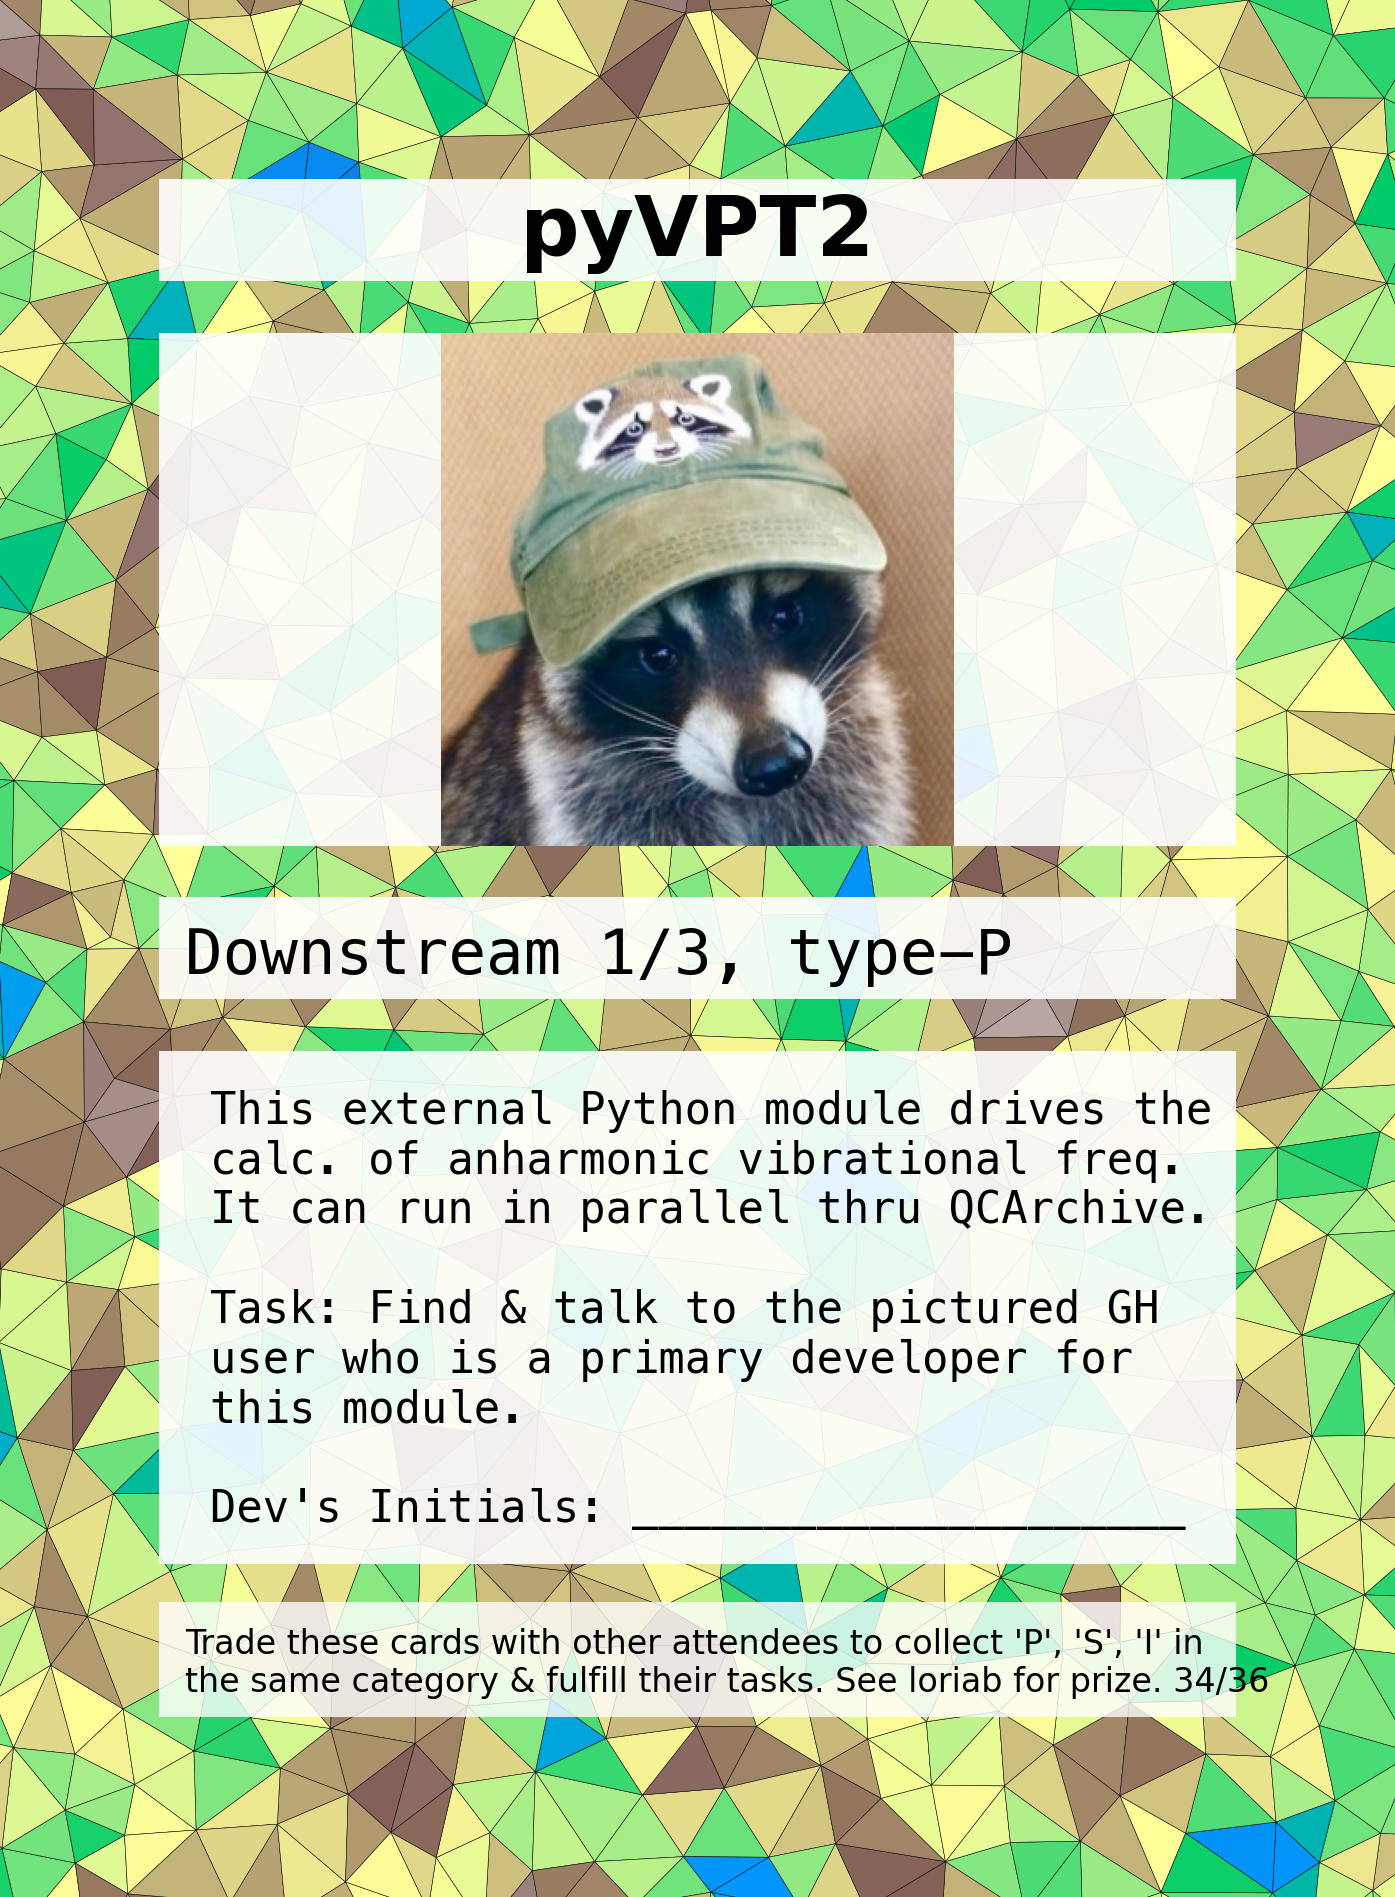 pyVPT2
Downstream 1/3, type−P
This external Python module drives the
calc. of anharmonic vibrational freq.
It can run in parallel thru QCArchive.
Task: Find & talk to the pictured GH
user who is a primary developer for
this module.
Dev's Initials: _____________________
Trade these cards with other attendees to collect 'P', 'S', 'I' in
the same category & fulfill their tasks. See loriab for prize. 34/36